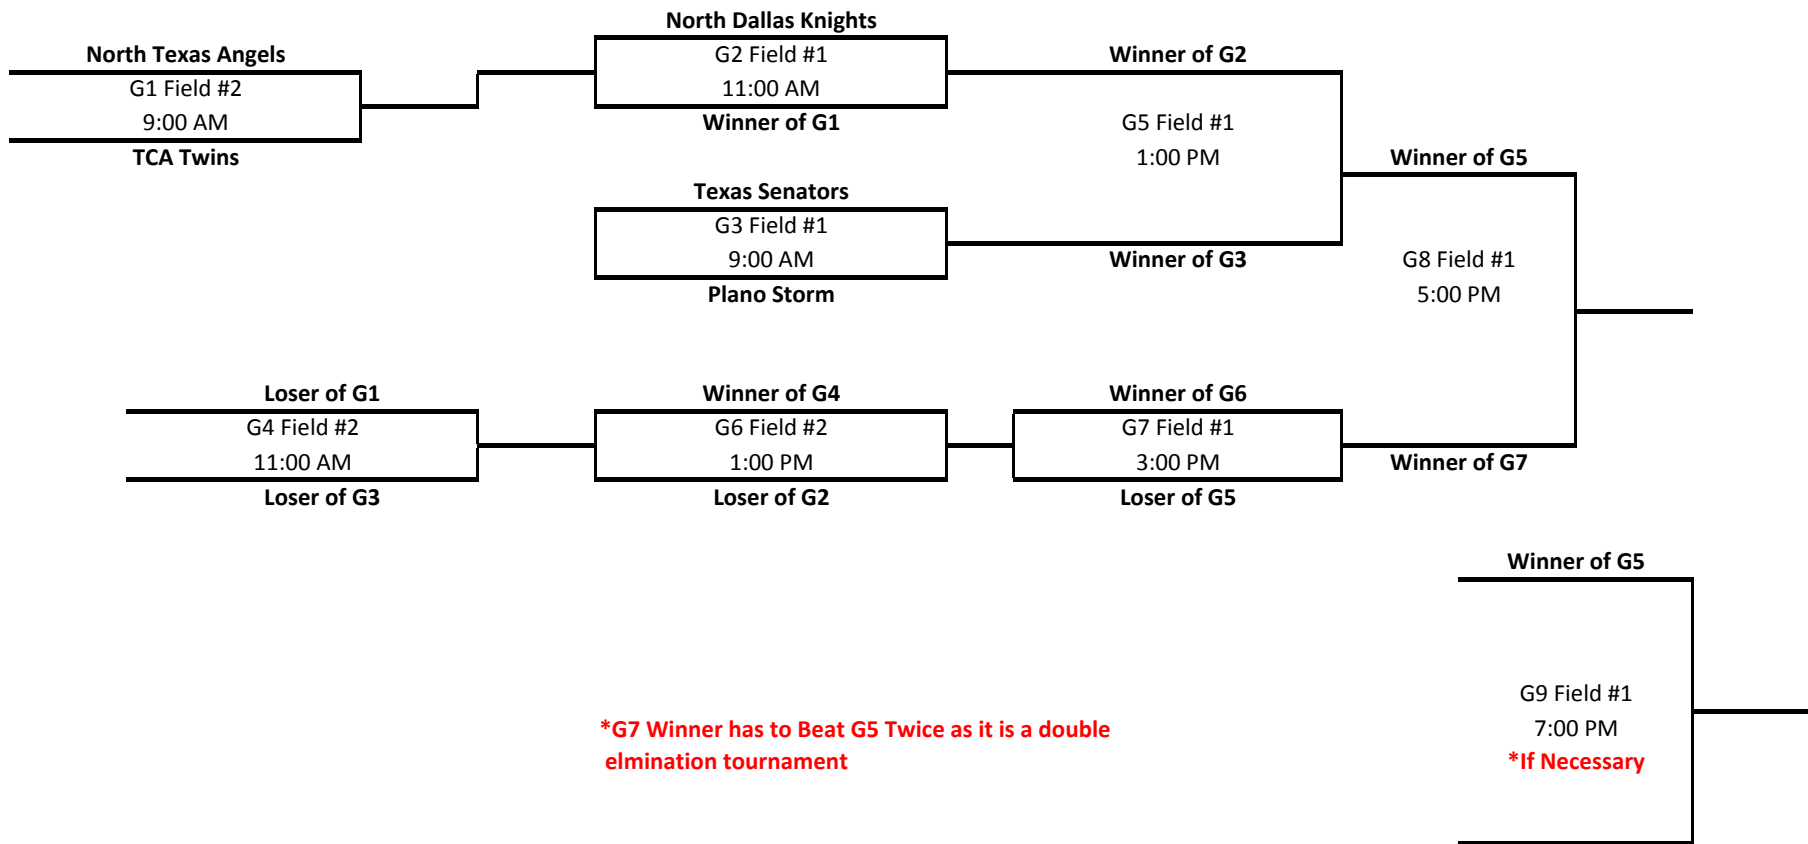 North Dallas Knights
North Texas Angels
G2 Field #1
Winner of G2
G1 Field #2
11:00 AM
9:00 AM
Winner of G1
G5 Field #1
TCA Twins
1:00 PM
Winner of G5
Texas Senators
G3 Field #1
9:00 AM
Winner of G3
G8 Field #1
Plano Storm
5:00 PM
Loser of G1
Winner of G4
Winner of G6
G4 Field #2
G6 Field #2
G7 Field #1
11:00 AM
1:00 PM
3:00 PM
Winner of G7
Loser of G3
Loser of G2
Loser of G5
Winner of G5
G9 Field #1
*G7 Winner has to Beat G5 Twice as it is a double
7:00 PM
elmination tournament
*If Necessary